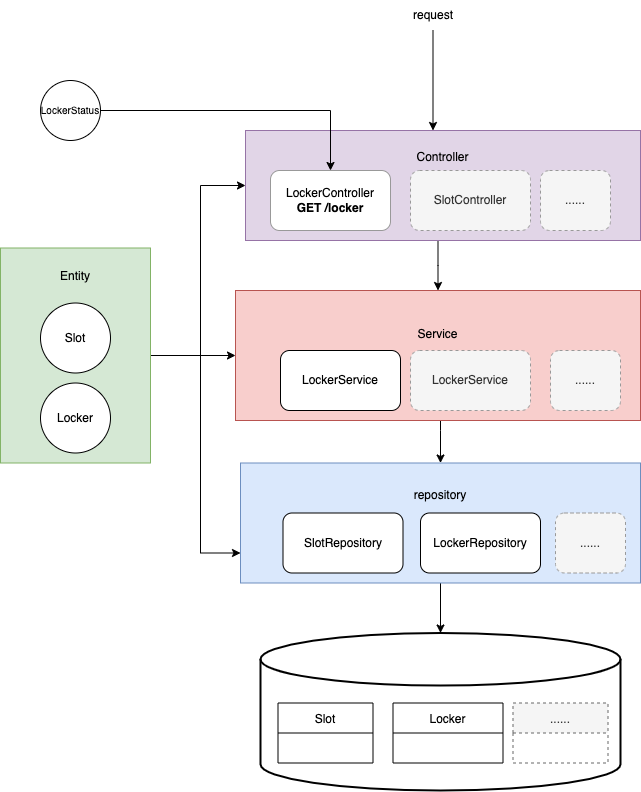 request
LockerStatus
Controller
LockerController
GET /locker
SlotController
......
Entity
Slot
Locker
Service
LockerService
LockerService
......
repository
SlotRepository
LockerRepository
......
Slot
Locker
......